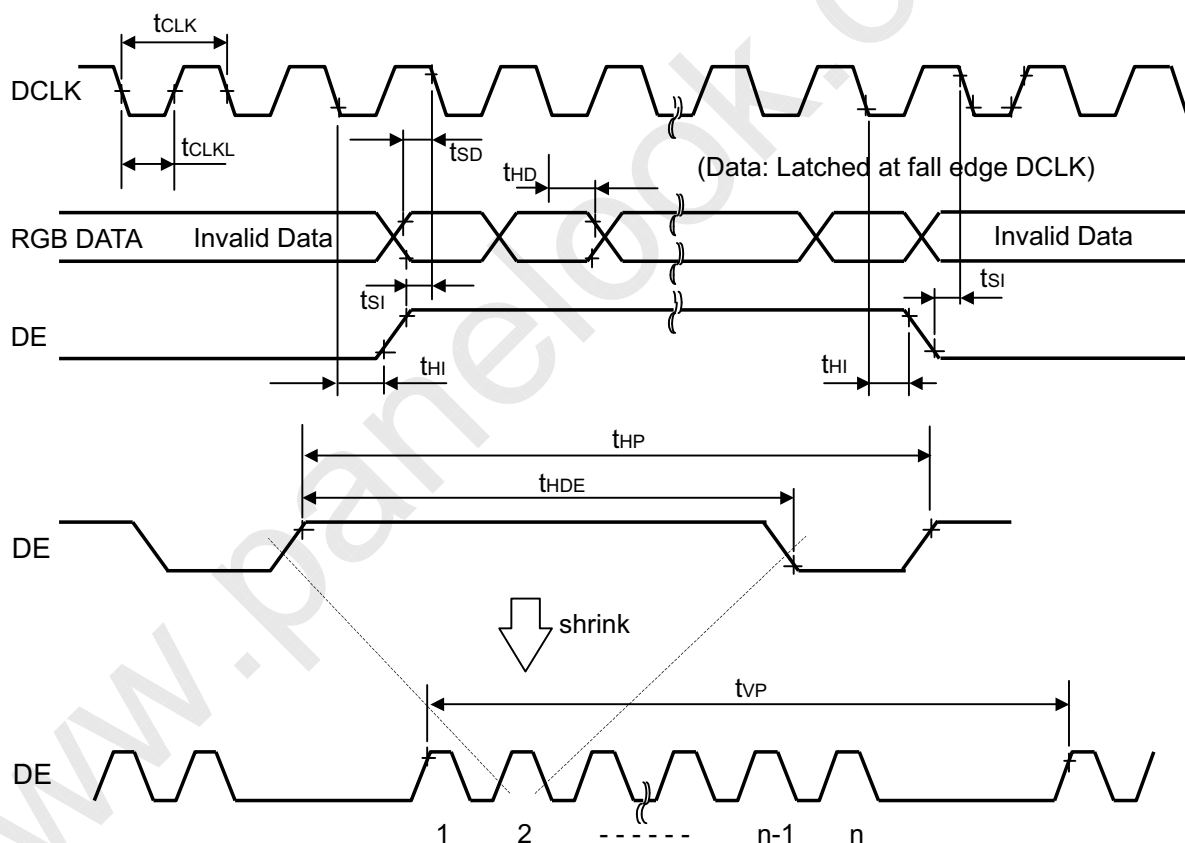 tCLK
DCLK
tCLKL
tSD
tHD
(Data: Latched at fall edge DCLK)
RGB DATA
Invalid Data
Invalid Data
tSI
tSI
DE
tHI
tHI
tHP
tHDE
DE
shrink
tVP
DE
1 2 - - - - - - n-1 n
www.panelook.c